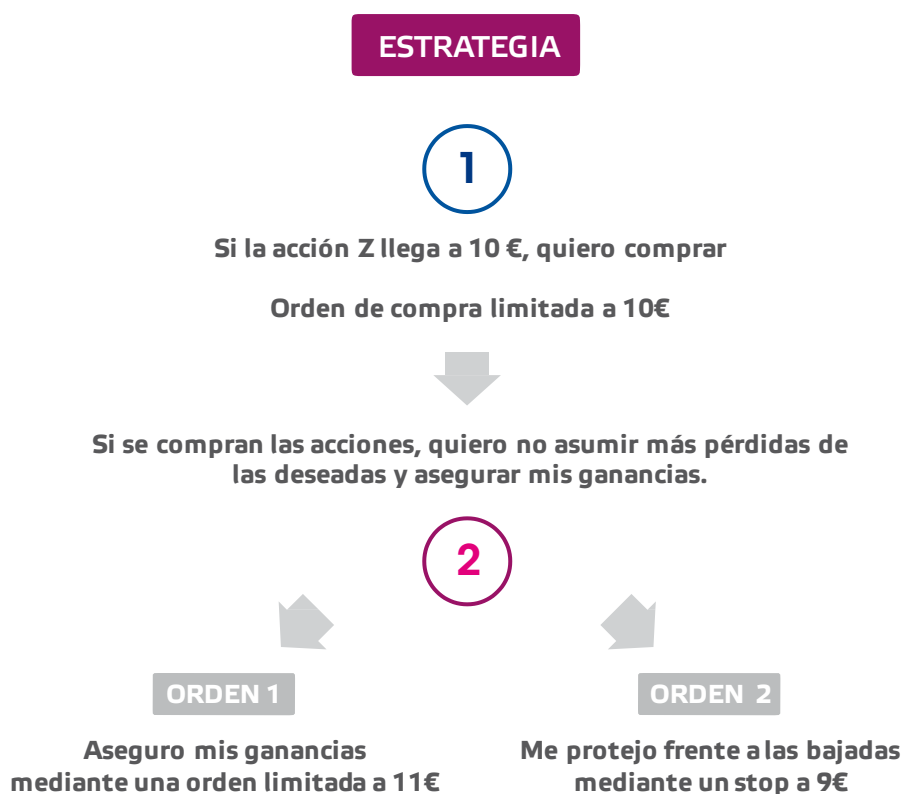 ESTRATEGIA
1
Si la acción Z llega a 10 €, quiero comprar
Orden de compra limitada a 10€
Si se compran las acciones, quiero no asumir más pérdidas de
las deseadas y asegurar mis ganancias.
2
ORDEN 1
Aseguro mis ganancias
mediante una orden limitada a 11€
ORDEN 2
Me protejo frente a las bajadas
mediante un stop a 9€